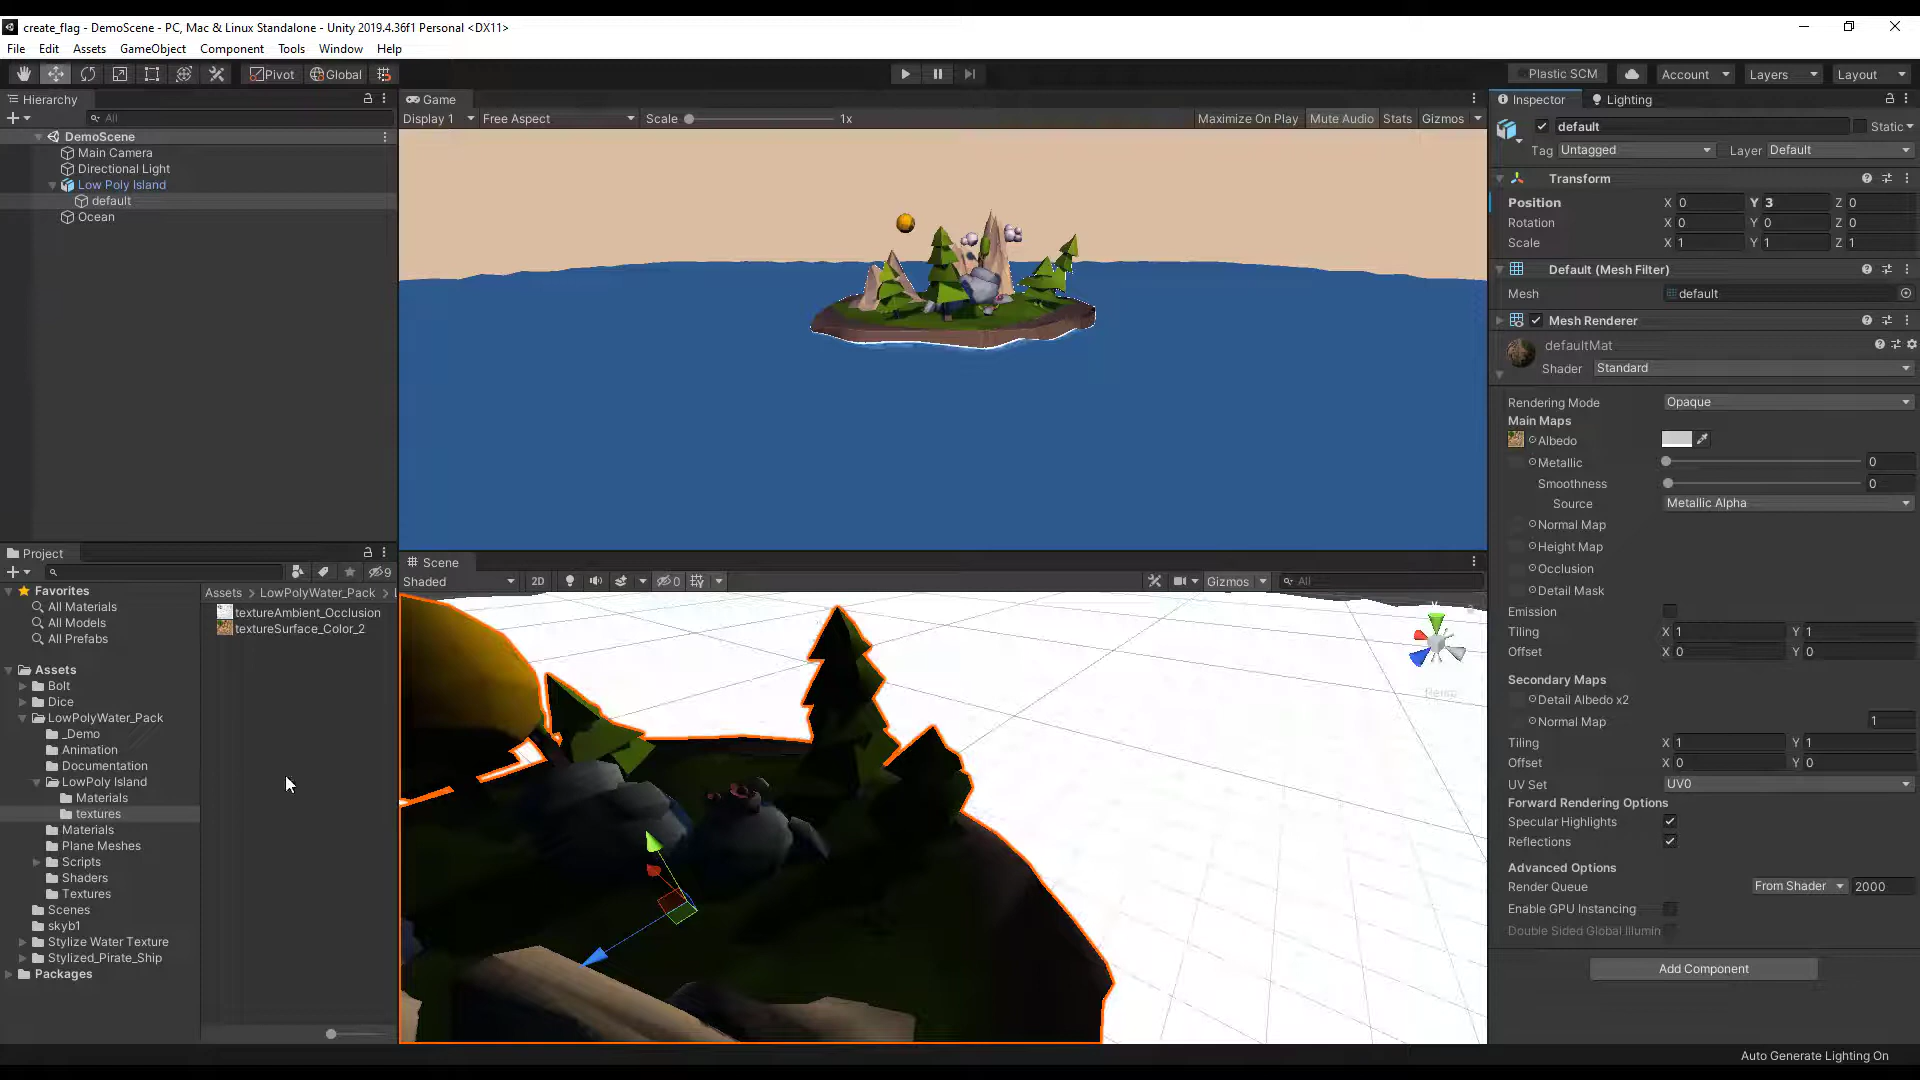 create_flag - DemoScene - PC, Mac & Linux Standalone - Unity 2019.4.36f1 Personal <DX11>
File Edit Assets GameObject Component Tools Window Help
Pivot Global
Plastic SCM Account Layers Layout
Hierarchy
All
DemoScene
Main Camera
Directional Light
Low Poly Island
default
Ocean
Game
Display 1 Free Aspect Scale 1x Maximize On Play Mute Audio Stats Gizmos
Project
9
Favorites
All Materials
All Models
All Prefabs
Assets
Bolt
Dice
LowPolyWater_Pack
_Demo
Animation
Documentation
LowPoly Island
Materials
textures
Materials
Plane Meshes
Scripts
Shaders
Textures
Scenes
skyb1
Stylize Water Texture
Stylized_Pirate_Ship
Packages
Assets > LowPolyWater_Pack >
textureAmbient_Occlusion
textureSurface_Color_2
Scene
Shaded 2D 0 Gizmos All
Persp
Inspector Lighting
default Static
Tag Untagged Layer Default
Transform
Position X 0 Y 3 Z 0
Rotation X 0 Y 0 Z 0
Scale X 1 Y 1 Z 1
Default (Mesh Filter)
Mesh default
Mesh Renderer
defaultMat
Shader Standard
Rendering Mode Opaque
Main Maps
Albedo
Metallic 0
Smoothness 0
Source Metallic Alpha
Normal Map
Height Map
Occlusion
Detail Mask
Emission
Tiling X 1 Y 1
Offset X 0 Y 0
Secondary Maps
Detail Albedo x2
Normal Map 1
Tiling X 1 Y 1
Offset X 0 Y 0
UV Set UV0
Forward Rendering Options
Specular Highlights
Reflections
Advanced Options
Render Queue From Shader 2000
Enable GPU Instancing
Double Sided Global Illumin
Add Component
Auto Generate Lighting On